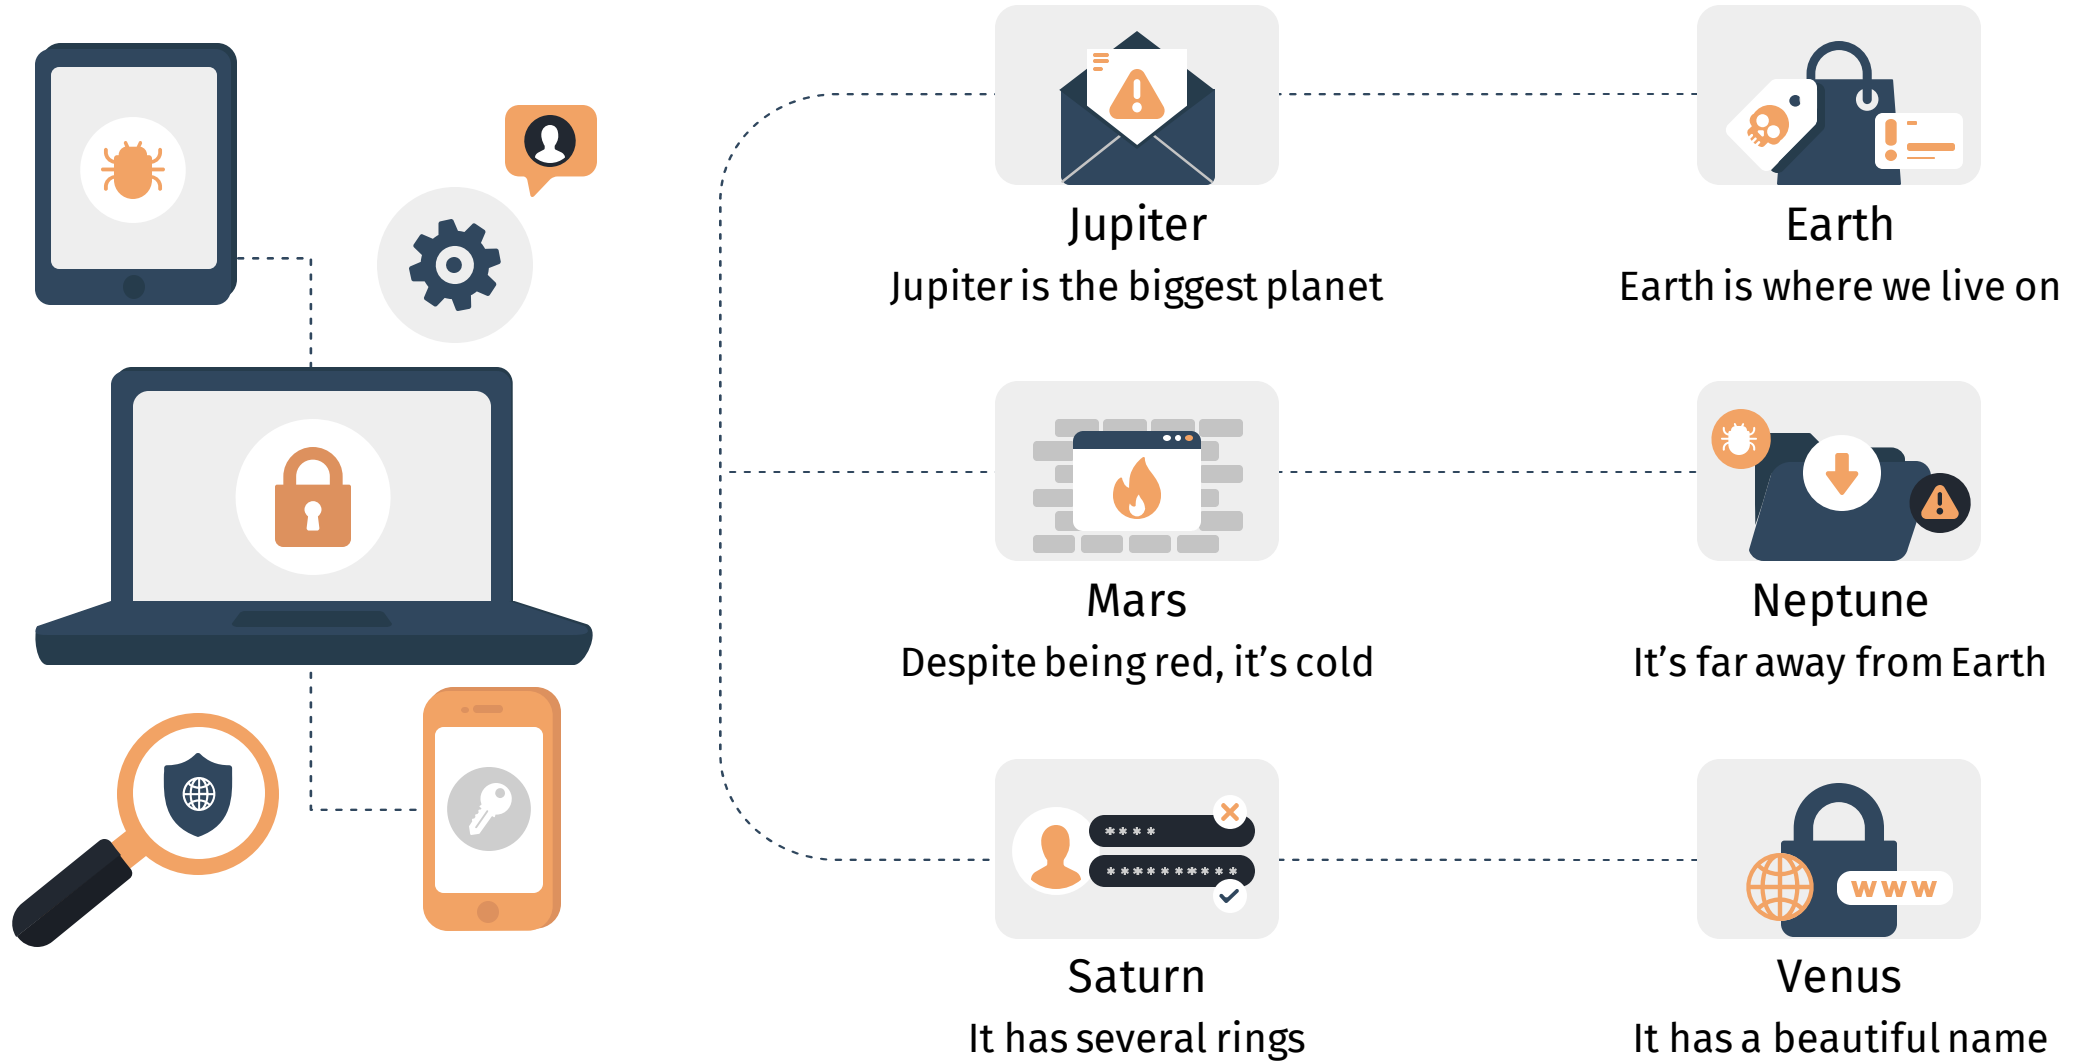 Jupiter
Jupiter is the biggest planet
Earth
Earth is where we live on
Mars
Despite being red, it’s cold
Neptune
It’s far away from Earth
****
**********
Saturn
It has several rings
www
Venus
It has a beautiful name